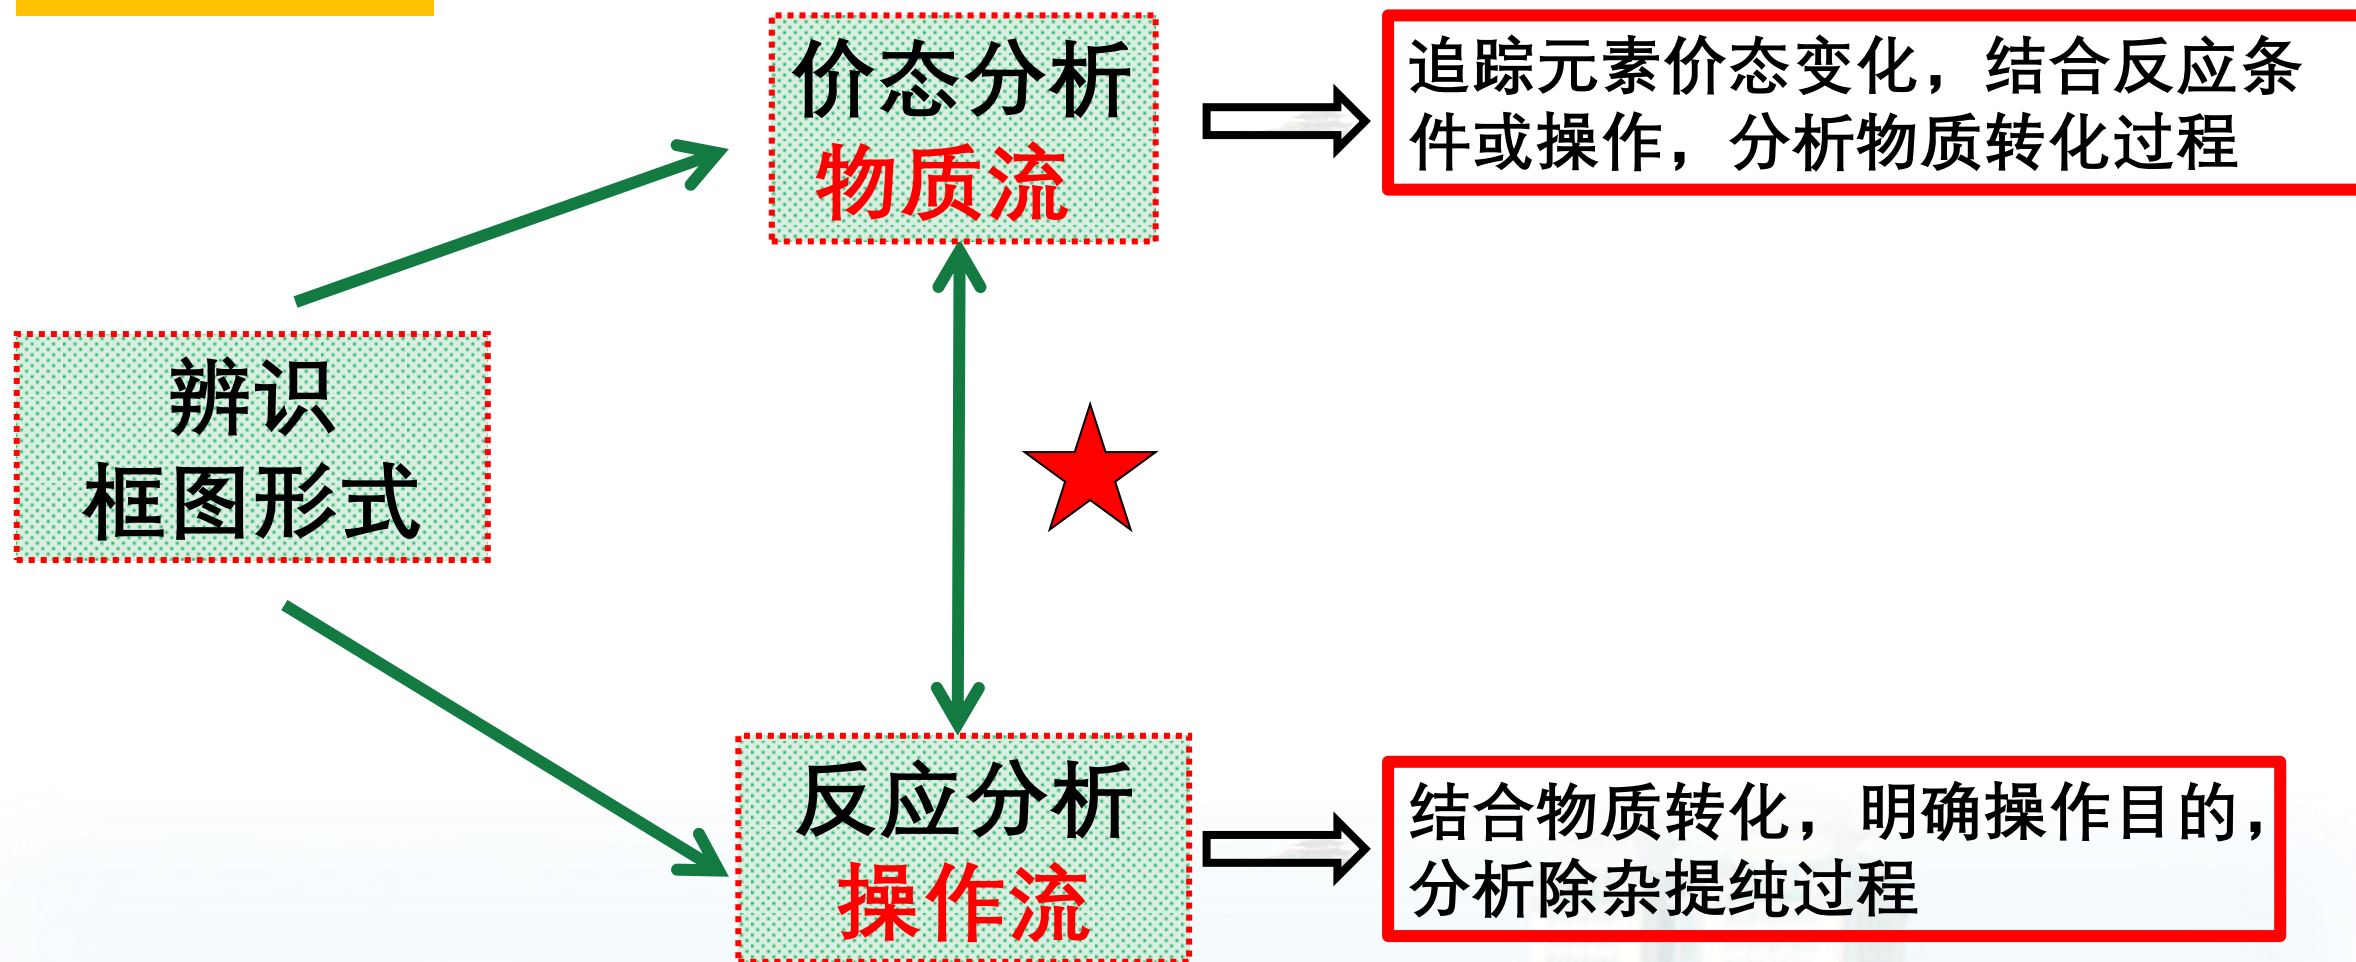 价态分析
物质流
追踪元素价态变化，结合反应条
件或操作，分析物质转化过程
辨识
框图形式
反应分析
操作流
结合物质转化，明确操作目的，
分析除杂提纯过程